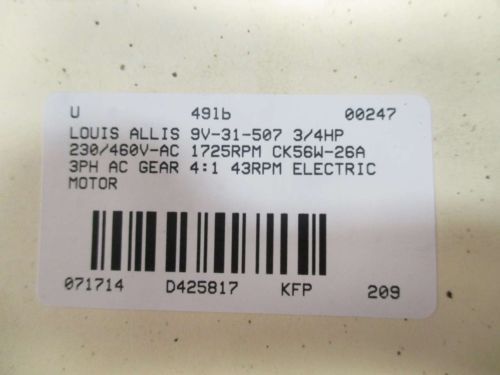 U 491b 00247
LOUIS ALLIS 9V-31-507 3/4HP
230/460V-AC 1725RPM CK56W-26A
3PH AC GEAR 4:1 43RPM ELECTRIC
MOTOR
071714 D425817 KFP 209